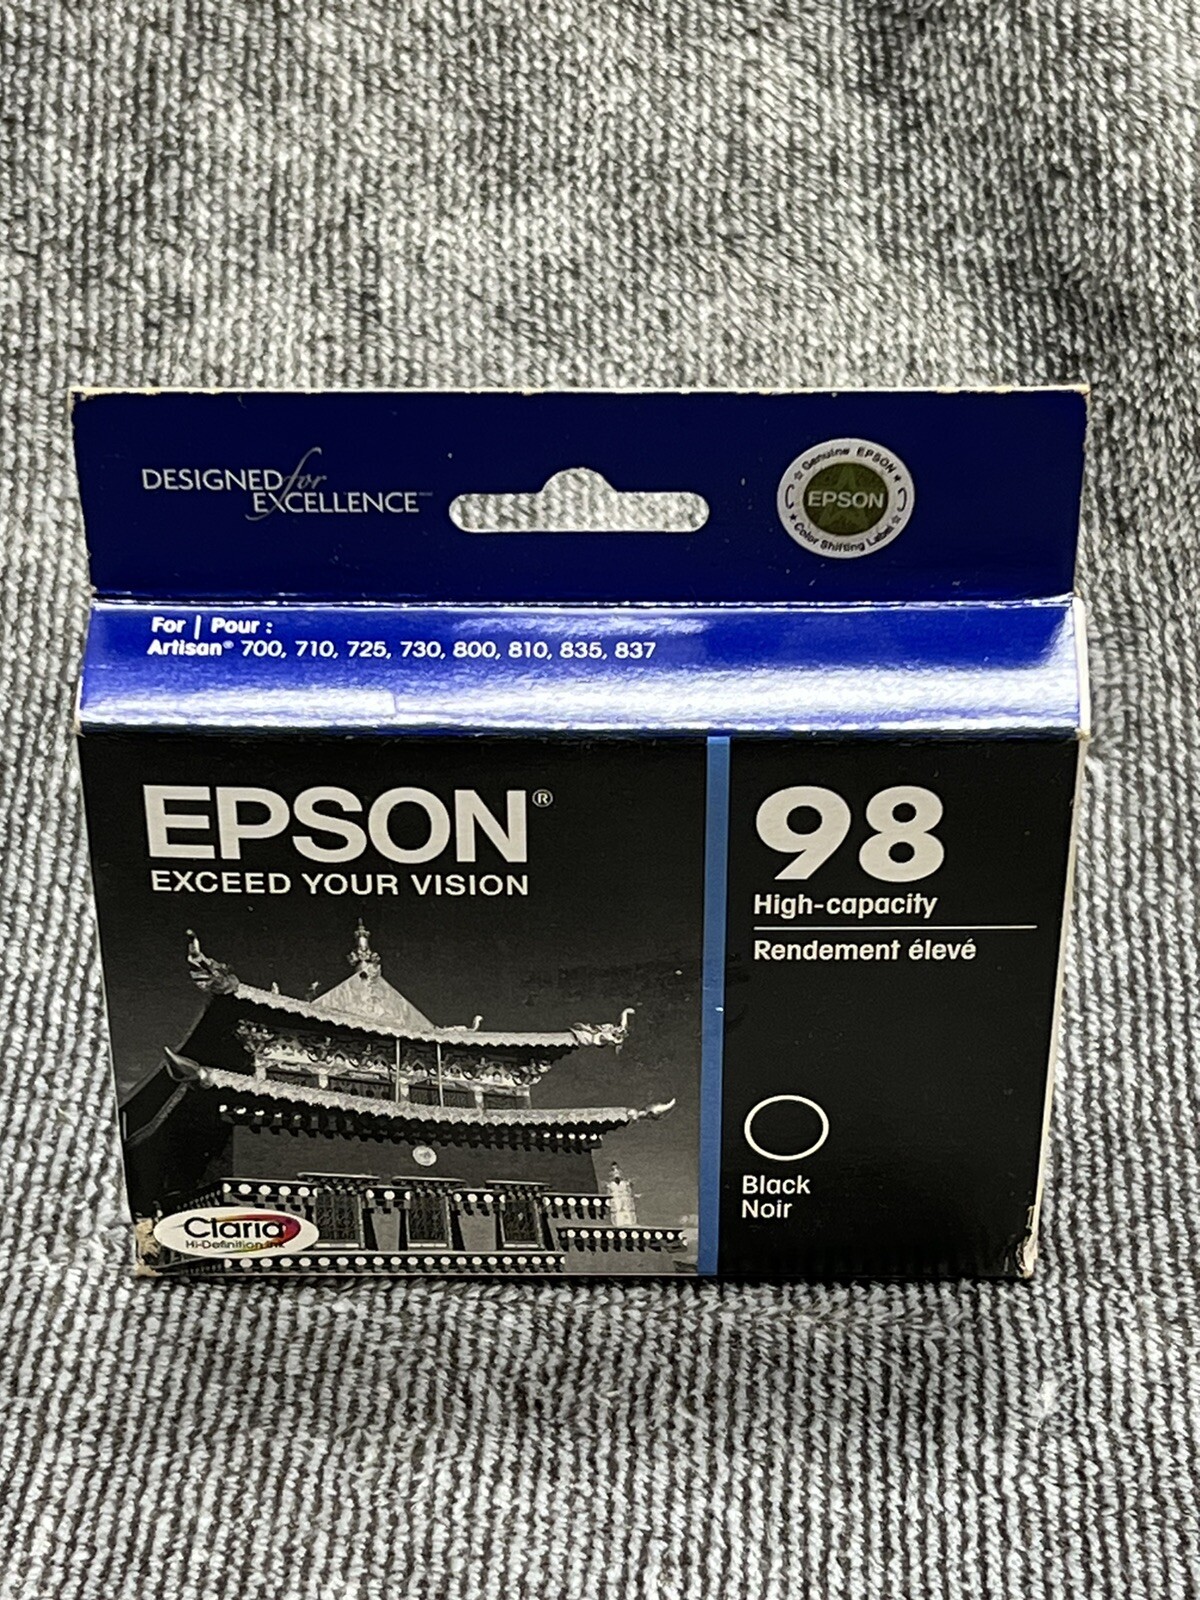 DESIGNED for
EXCELLENCE
Genuine EPSON
EPSON
Color Shifting Label
For | Pour :
Artisan® 700, 710, 725, 730, 800, 810, 835, 837
EPSON®
EXCEED YOUR VISION
98
High-capacity
Rendement élevé
Black
Noir
Claria
Hi-Definition Ink